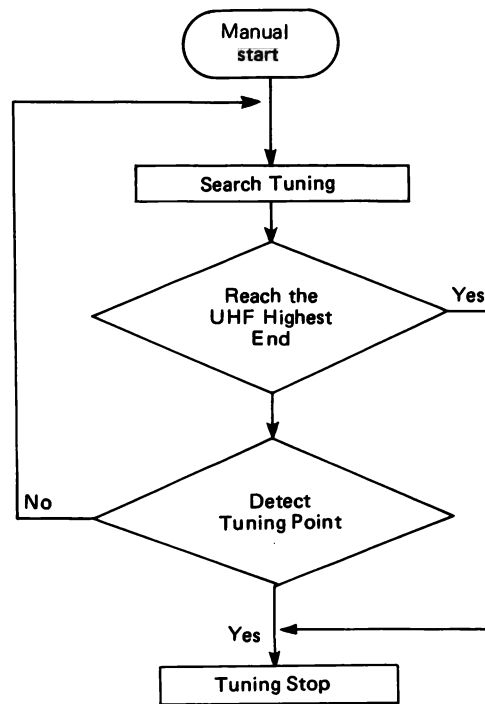 Manual
start
Search Tuning
Reach the
UHF Highest
End
Yes
Detect
Tuning Point
No
Yes
Tuning Stop